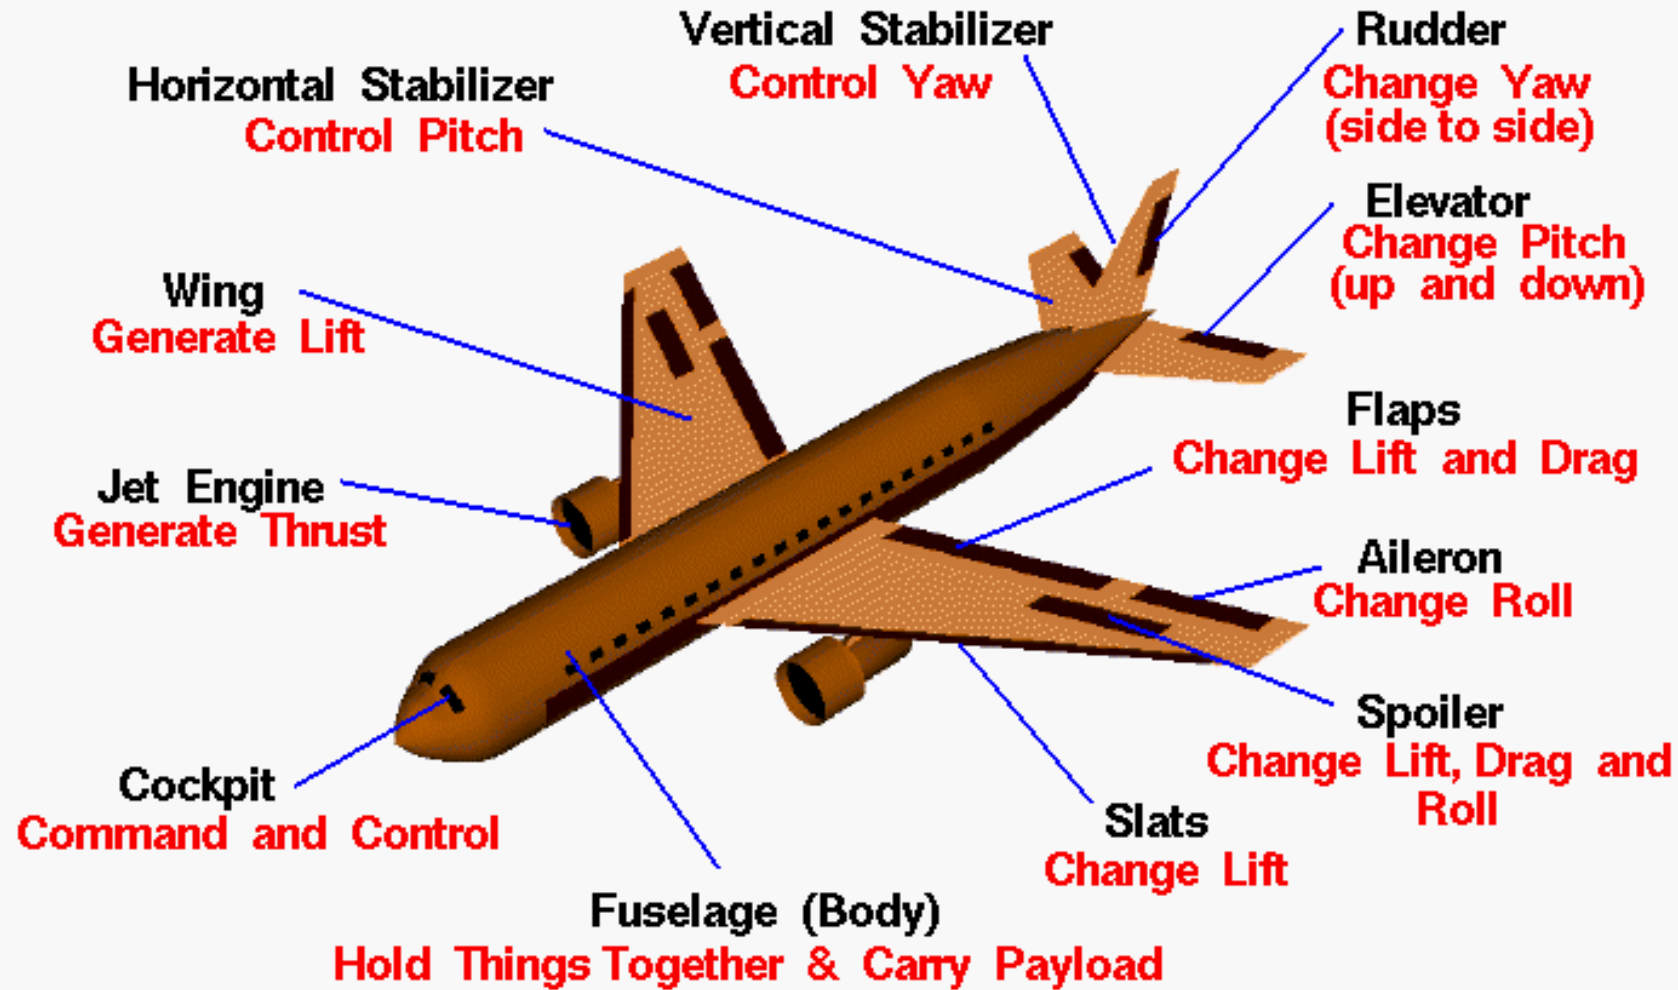 Vertical Stabilizer
Control Yaw
Rudder
Change Yaw
(side to side)
Horizontal Stabilizer
Control Pitch
Elevator
Change Pitch
(up and down)
Wing
Generate Lift
Flaps
Change Lift and Drag
Jet Engine
Generate Thrust
Aileron
Change Roll
Spoiler
Change Lift, Drag and
Roll
Cockpit
Command and Control
Slats
Change Lift
Fuselage (Body)
Hold Things Together & Carry Payload